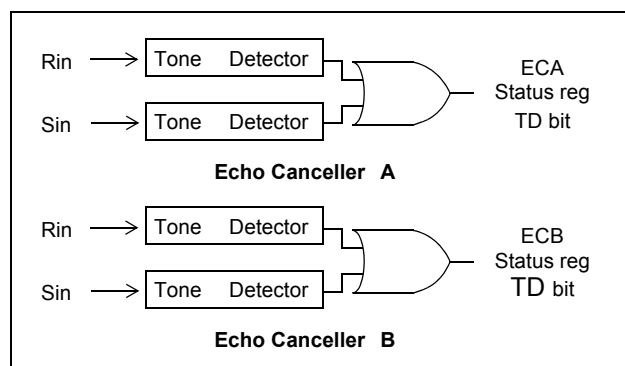 Rin
Tone Detector
Sin
Tone Detector
ECA
Status reg
TD bit
Echo Canceller A
Rin
Tone Detector
Sin
Tone Detector
ECB
Status reg
TD bit
Echo Canceller B